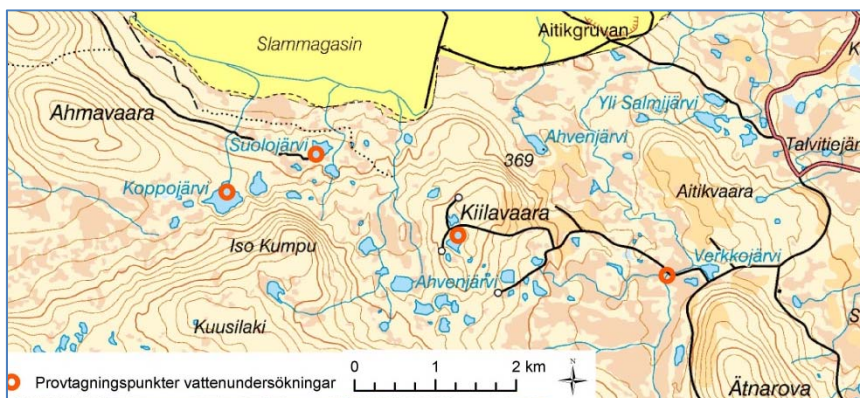 Slammagasin
Aitikgruvan
K
Yli Salmijärvi
Ahmavaara
Suolojärvi
Ahvenjärvi
369
Talvitiejär
Koppojärvi
Kiilavaara
Aitikvaara
Iso Kumpu
Verkkojärvi
Ahvenjärvi
Kuusilaki
S
0 1 2 km
N
Provtagningspunkter vattenundersökningar
Ätnarova